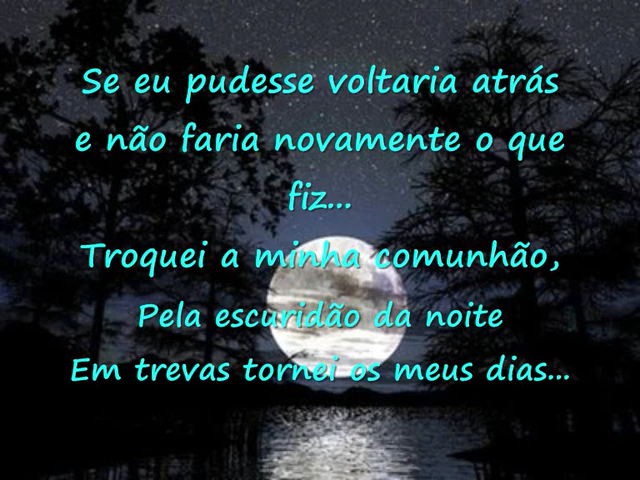 Se eu pudesse voltaria atrás
e não faria novamente o que
fiz...
Troquei a minha comunhão,
Pela escuridão da noite
Em trevas tornei os meus dias...